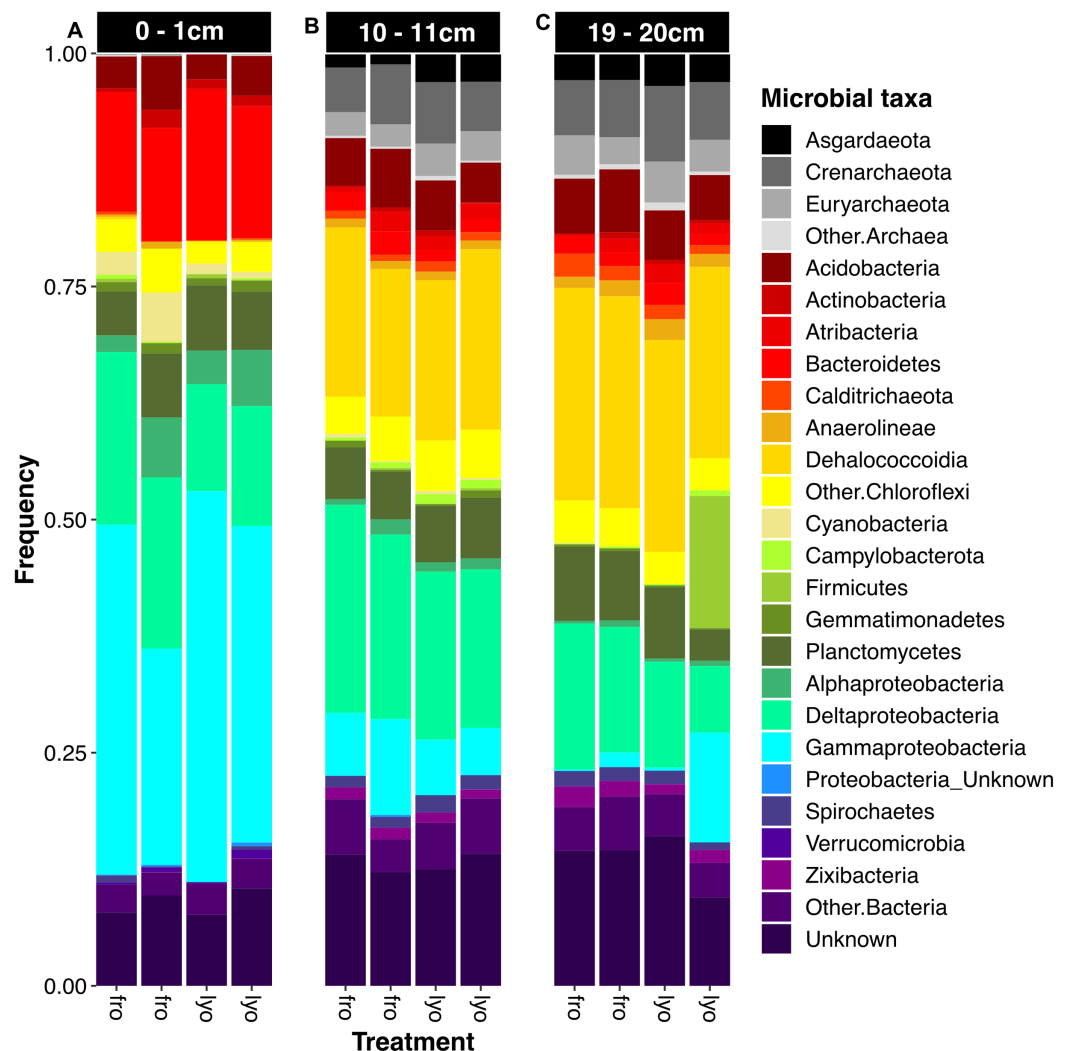 A 0 - 1cm
B 10 - 11cm
C 19 - 20cm
1.00
0.75
0.50
0.25
0.00
Frequency
fro fro lyo lyo
fro fro lyo lyo
fro fro lyo lyo
Treatment
Microbial taxa
Asgardaeota
Crenarchaeota
Euryarchaeota
Other.Archaea
Acidobacteria
Actinobacteria
Atribacteria
Bacteroidetes
Calditrichaeota
Anaerolineae
Dehalococcoidia
Other.Chloroflexi
Cyanobacteria
Campylobacterota
Firmicutes
Gemmatimonadetes
Planctomycetes
Alphaproteobacteria
Deltaproteobacteria
Gammaproteobacteria
Proteobacteria_Unknown
Spirochaetes
Verrucomicrobia
Zixibacteria
Other.Bacteria
Unknown